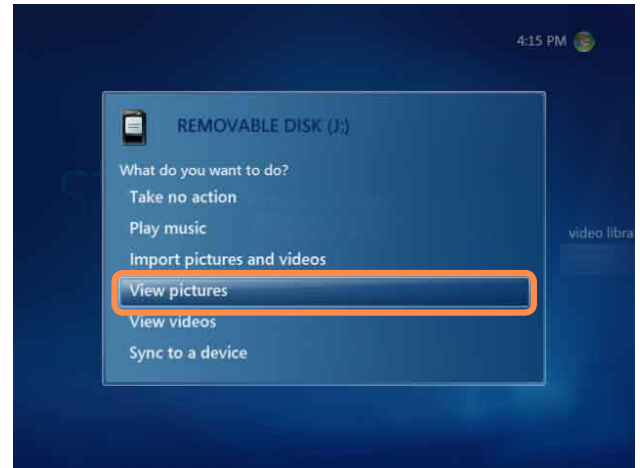 4:15 PM
REMOVABLE DISK (J:)
What do you want to do?
Take no action
Play music
video libra
Import pictures and videos
View pictures
View videos
Sync to a device